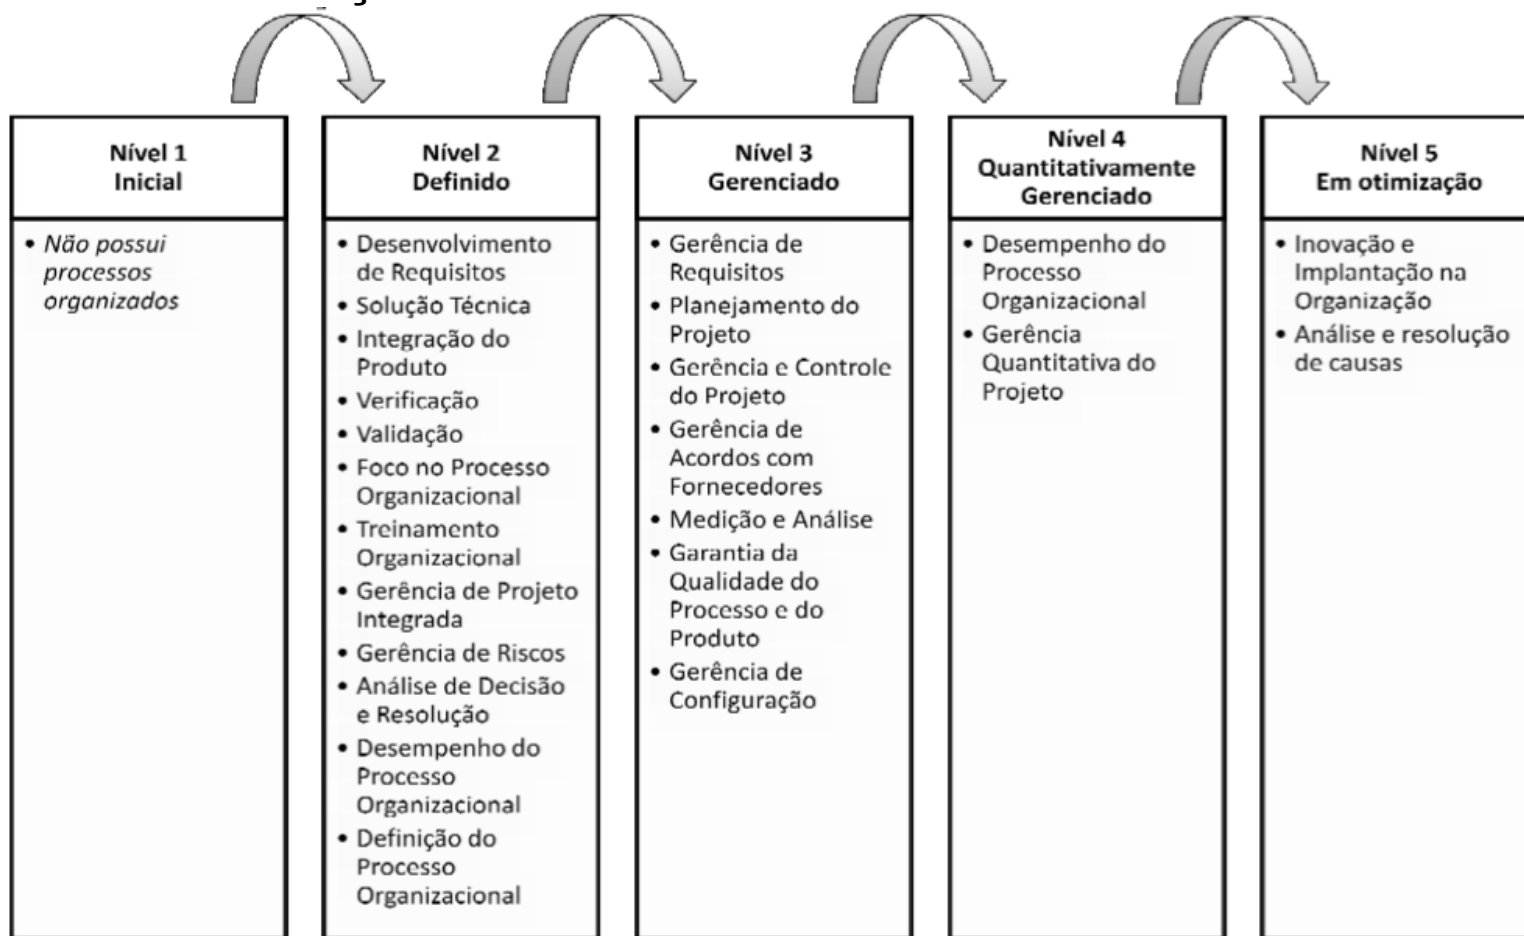 Nível 1
Inicial
• Não possui
processos
organizados
Nível 2
Definido
• Desenvolvimento
de Requisitos
• Solução Técnica
• Integração do
Produto
• Verificação
• Validação
• Foco no Processo
Organizacional
• Treinamento
Organizacional
• Gerência de Projeto
Integrada
• Gerência de Riscos
• Análise de Decisão
e Resolução
• Desempenho do
Processo
Organizacional
• Definição do
Processo
Organizacional
Nível 3
Gerenciado
• Gerência de
Requisitos
• Planejamento do
Projeto
• Gerência e Controle
do Projeto
• Gerência de
Acordos com
Fornecedores
• Medição e Análise
• Garantia da
Qualidade do
Processo e do
Produto
• Gerência de
Configuração
Nível 4
Quantitativamente
Gerenciado
• Desempenho do
Processo
Organizacional
• Gerência
Quantitativa do
Projeto
Nível 5
Em otimização
• Inovação e
Implantação na
Organização
• Análise e resolução
de causas